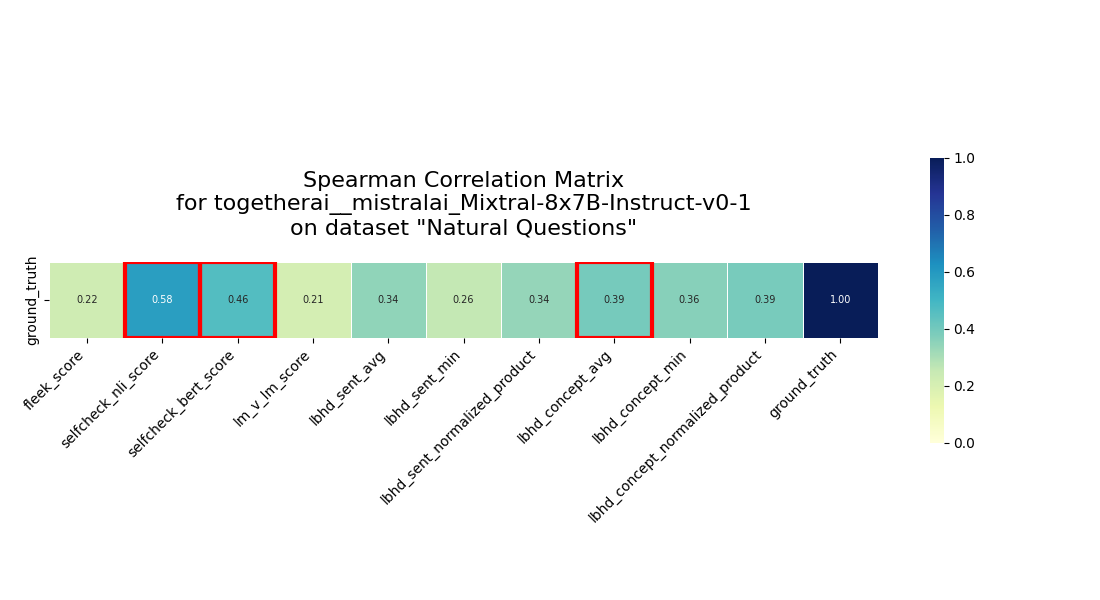 Spearman Correlation Matrix
for togetherai__mistralai_Mixtral-8x7B-Instruct-v0-1
on dataset "Natural Questions"
ground_truth
0.22 0.58 0.46 0.21 0.34 0.26 0.34 0.39 0.36 0.39 1.00
fleek_score
selfcheck_nli_score
selfcheck_bert_score
lm_v_lm_score
lbhd_sent_avg
lbhd_sent_min
lbhd_sent_normalized_product
lbhd_concept_avg
lbhd_concept_min
lbhd_concept_normalized_product
ground_truth
1.0
0.8
0.6
0.4
0.2
0.0